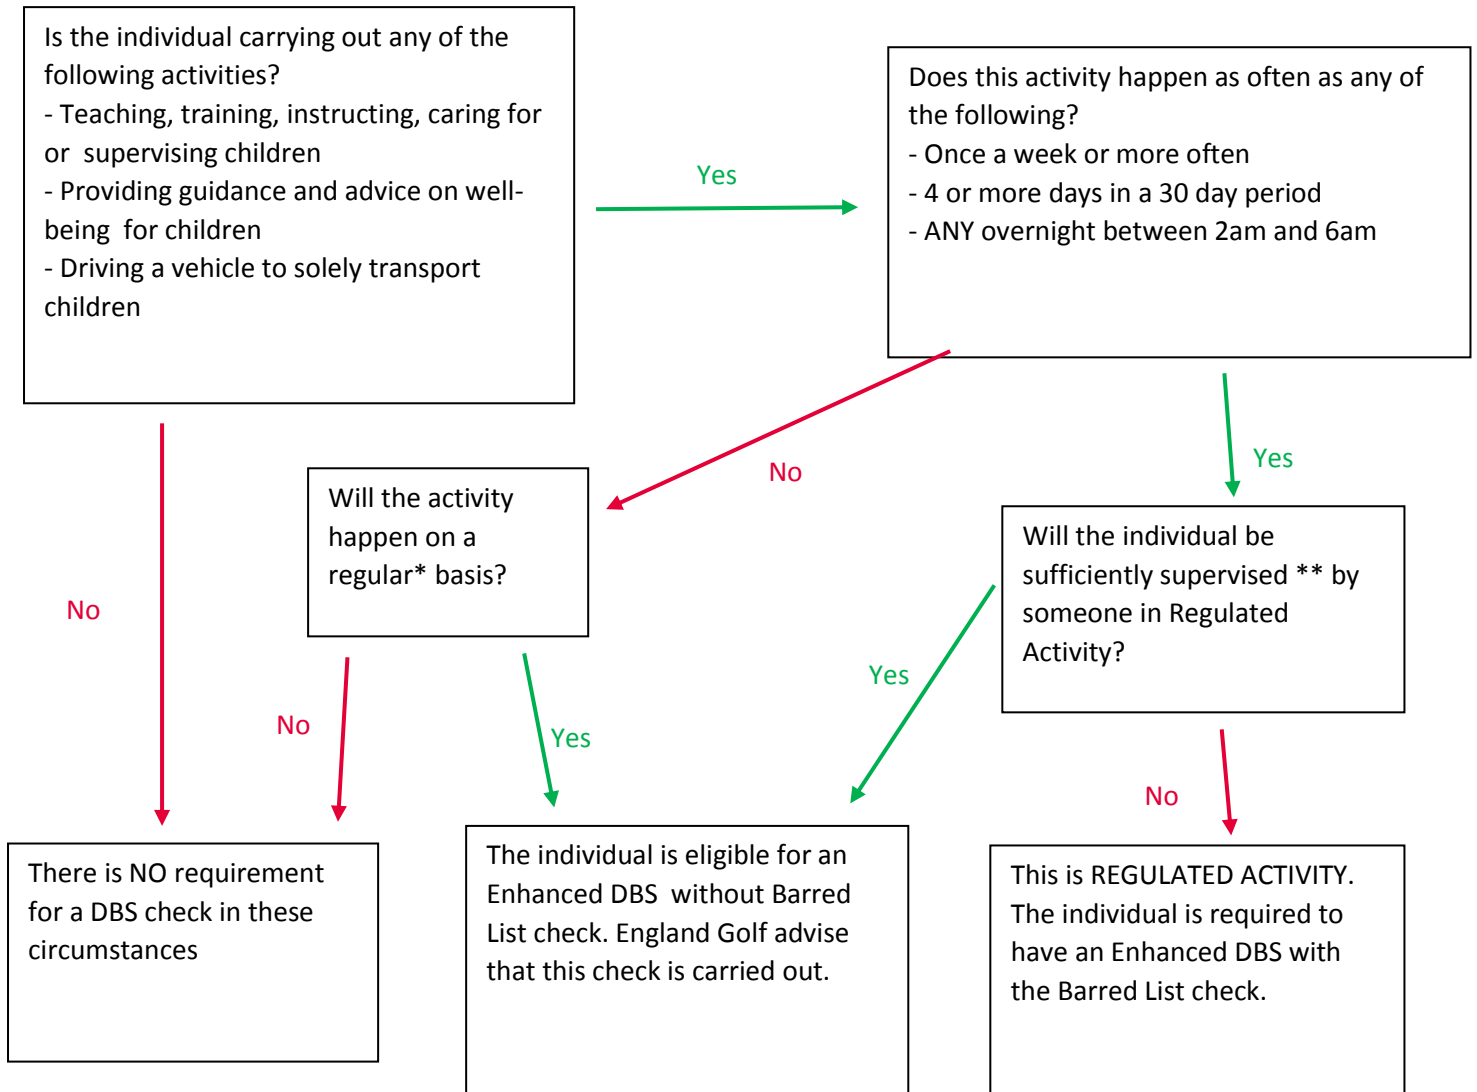 Is the individual carrying out any of the
following activities?
- Teaching, training, instructing, caring for
or  supervising children
- Providing guidance and advice on well-
being  for children
- Driving a vehicle to solely transport
children
Yes
Does this activity happen as often as any of
the following?
- Once a week or more often
- 4 or more days in a 30 day period
- ANY overnight between 2am and 6am
No
Yes
Will the activity
happen on a
regular* basis?
Will the individual be
sufficiently supervised ** by
someone in Regulated
Activity?
No
No
Yes
Yes
No
There is NO requirement
for a DBS check in these
circumstances
The individual is eligible for an
Enhanced DBS  without Barred
List check. England Golf advise
that this check is carried out.
This is REGULATED ACTIVITY.
The individual is required to
have an Enhanced DBS with
the Barred List check.